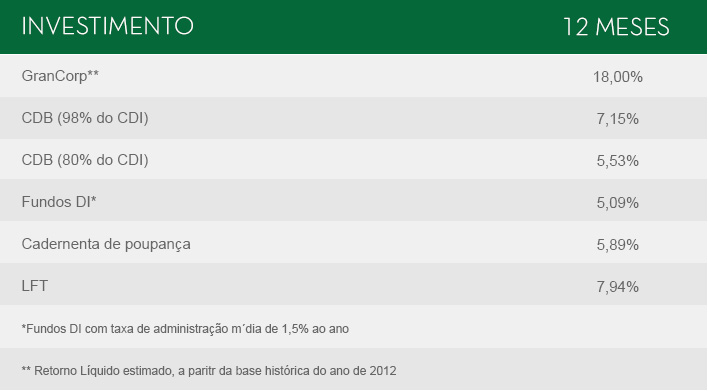 INVESTIMENTO 12 MESES
GranCorp** 18,00%
CDB (98% do CDI) 7,15%
CDB (80% do CDI) 5,53%
Fundos DI* 5,09%
Cadernenta de poupança 5,89%
LFT 7,94%
*Fundos DI com taxa de administração m´dia de 1,5% ao ano
** Retorno Líquido estimado, a paritr da base histórica do ano de 2012